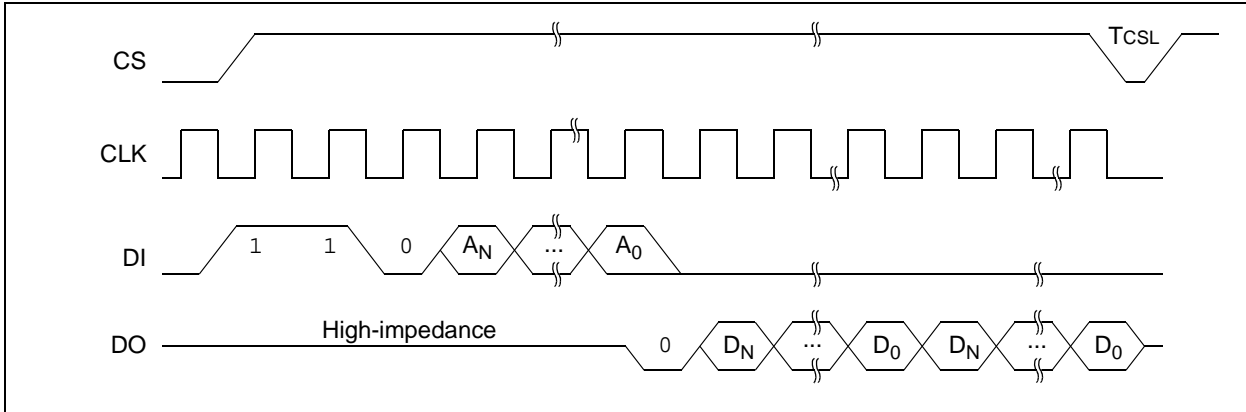 CS
TCSL
CLK
DI 1 1 0 AN ... A0
High-impedance
DO 0 DN ... D0 DN ... D0